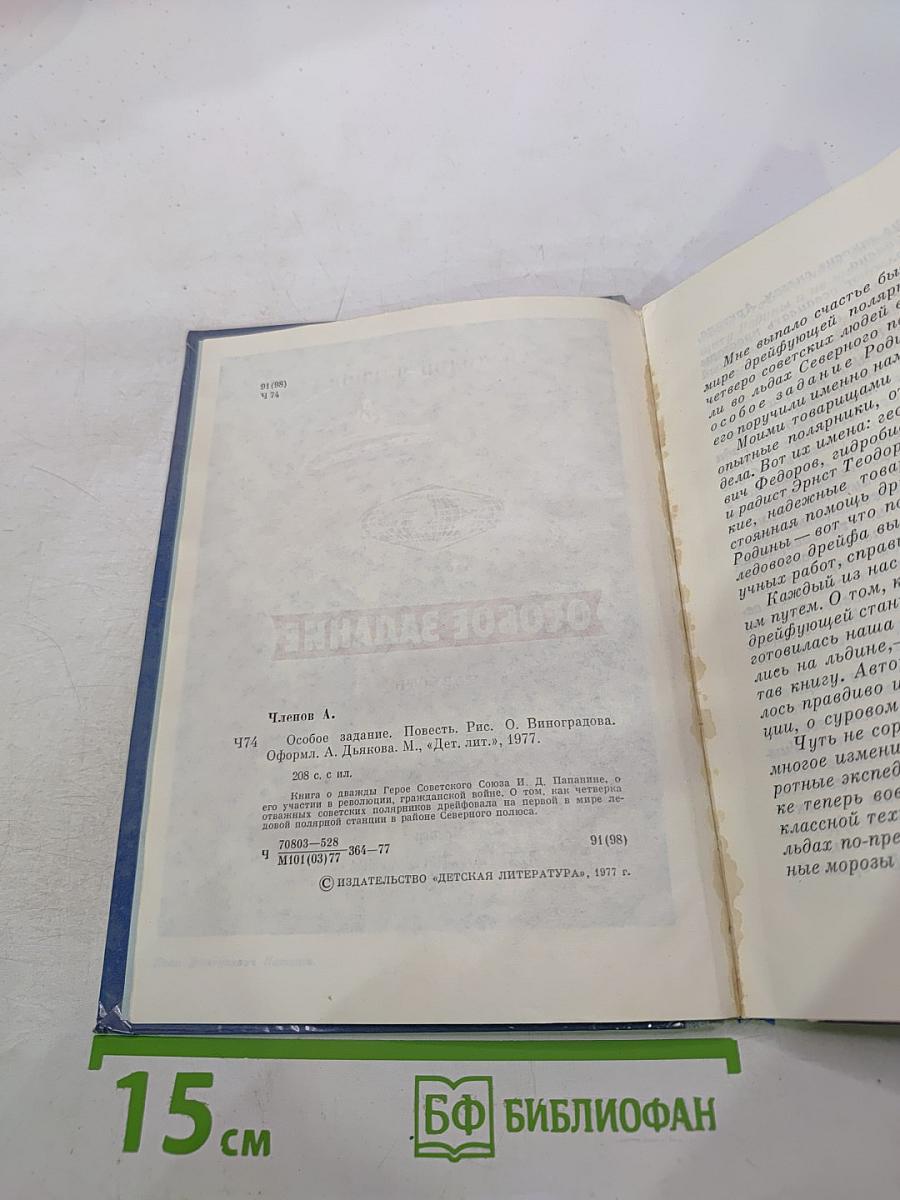 91(98)
Ч 74
ОСОБОЕ ЗАДАНИЕ
Членов А.
Ч74 Особое задание. Повесть. Рис. О. Виноградова.
Оформл. А. Дьякова. М., «Дет. лит.», 1977.
208 с. с ил.
Книга о дважды Герое Советского Союза И. Д. Папанине, о
его участии в революции, гражданской войне. О том, как четверка
отважных советских полярников дрейфовала на первой в мире ле-
довой полярной станции в районе Северного полюса.
Ч 70803—528
М101(03)77 —364—77 91(98)
© ИЗДАТЕЛЬСТВО «ДЕТСКАЯ ЛИТЕРАТУРА», 1977 г.
Мне выпало счастье бы
мире дрейфующей поляр
четверо советских людей
ли во льдах Северного по
особое задание Роди
его поручили именно нам
Моими товарищами
опытные полярники, от
дела. Вот их имена: гео
вич Федоров, гидроби
и радист Эрнст Теодор
кие, надежные това
стоянная помощь др
Родины — вот что по
ледового дрейфа вы
учных работ, справи
Каждый из нас
им путем. О том, к
дрейфующей стан
готовилась наша
лись на льдине,—
тав книгу. Авто
лось правдиво и
ции, о суровом
Чуть не сор
многое измени
ротные экспед
ке теперь вое
классной тех
льдах по-пре
ные морозы
15 см
БФ БИБЛИОФАН